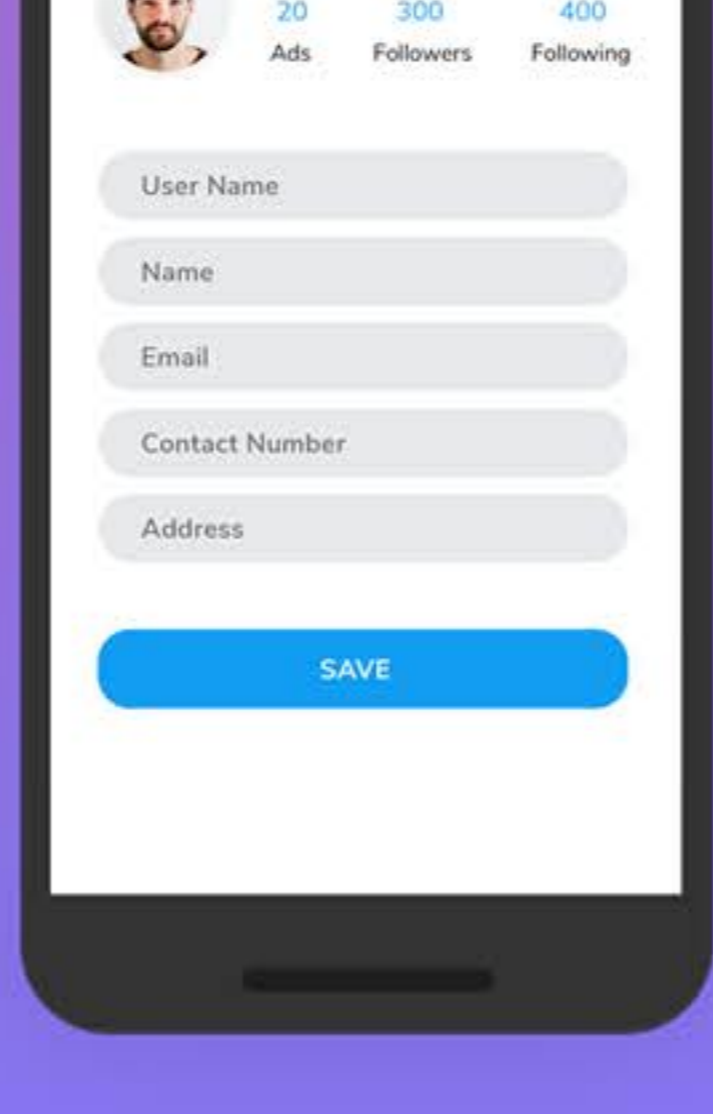 20 300 400
Ads Followers Following
User Name
Name
Email
Contact Number
Address
SAVE